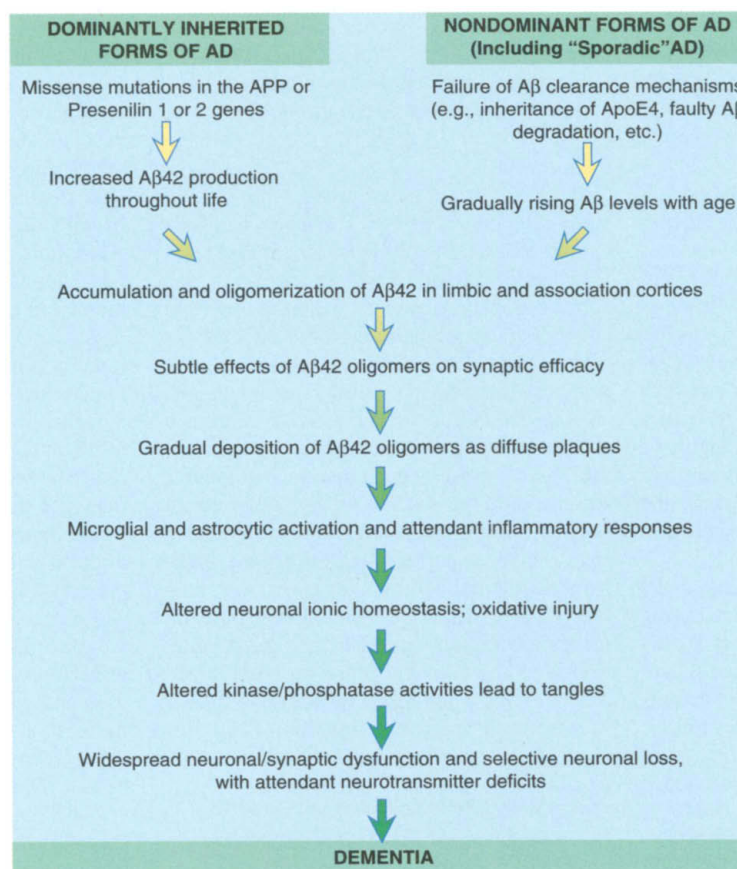 DOMINANTLY INHERITED
FORMS OF AD
Missense mutations in the APP or
Presenilin 1 or 2 genes
Increased Aβ42 production
throughout life
NONDOMINANT FORMS OF AD
(Including “Sporadic”AD)
Failure of Aβ clearance mechanisms
(e.g., inheritance of ApoE4, faulty Aβ
degradation, etc.)
Gradually rising Aβ levels with age
Accumulation and oligomerization of Aβ42 in limbic and association cortices
Subtle effects of Aβ42 oligomers on synaptic efficacy
Gradual deposition of Aβ42 oligomers as diffuse plaques
Microglial and astrocytic activation and attendant inflammatory responses
Altered neuronal ionic homeostasis; oxidative injury
Altered kinase/phosphatase activities lead to tangles
Widespread neuronal/synaptic dysfunction and selective neuronal loss,
with attendant neurotransmitter deficits
DEMENTIA